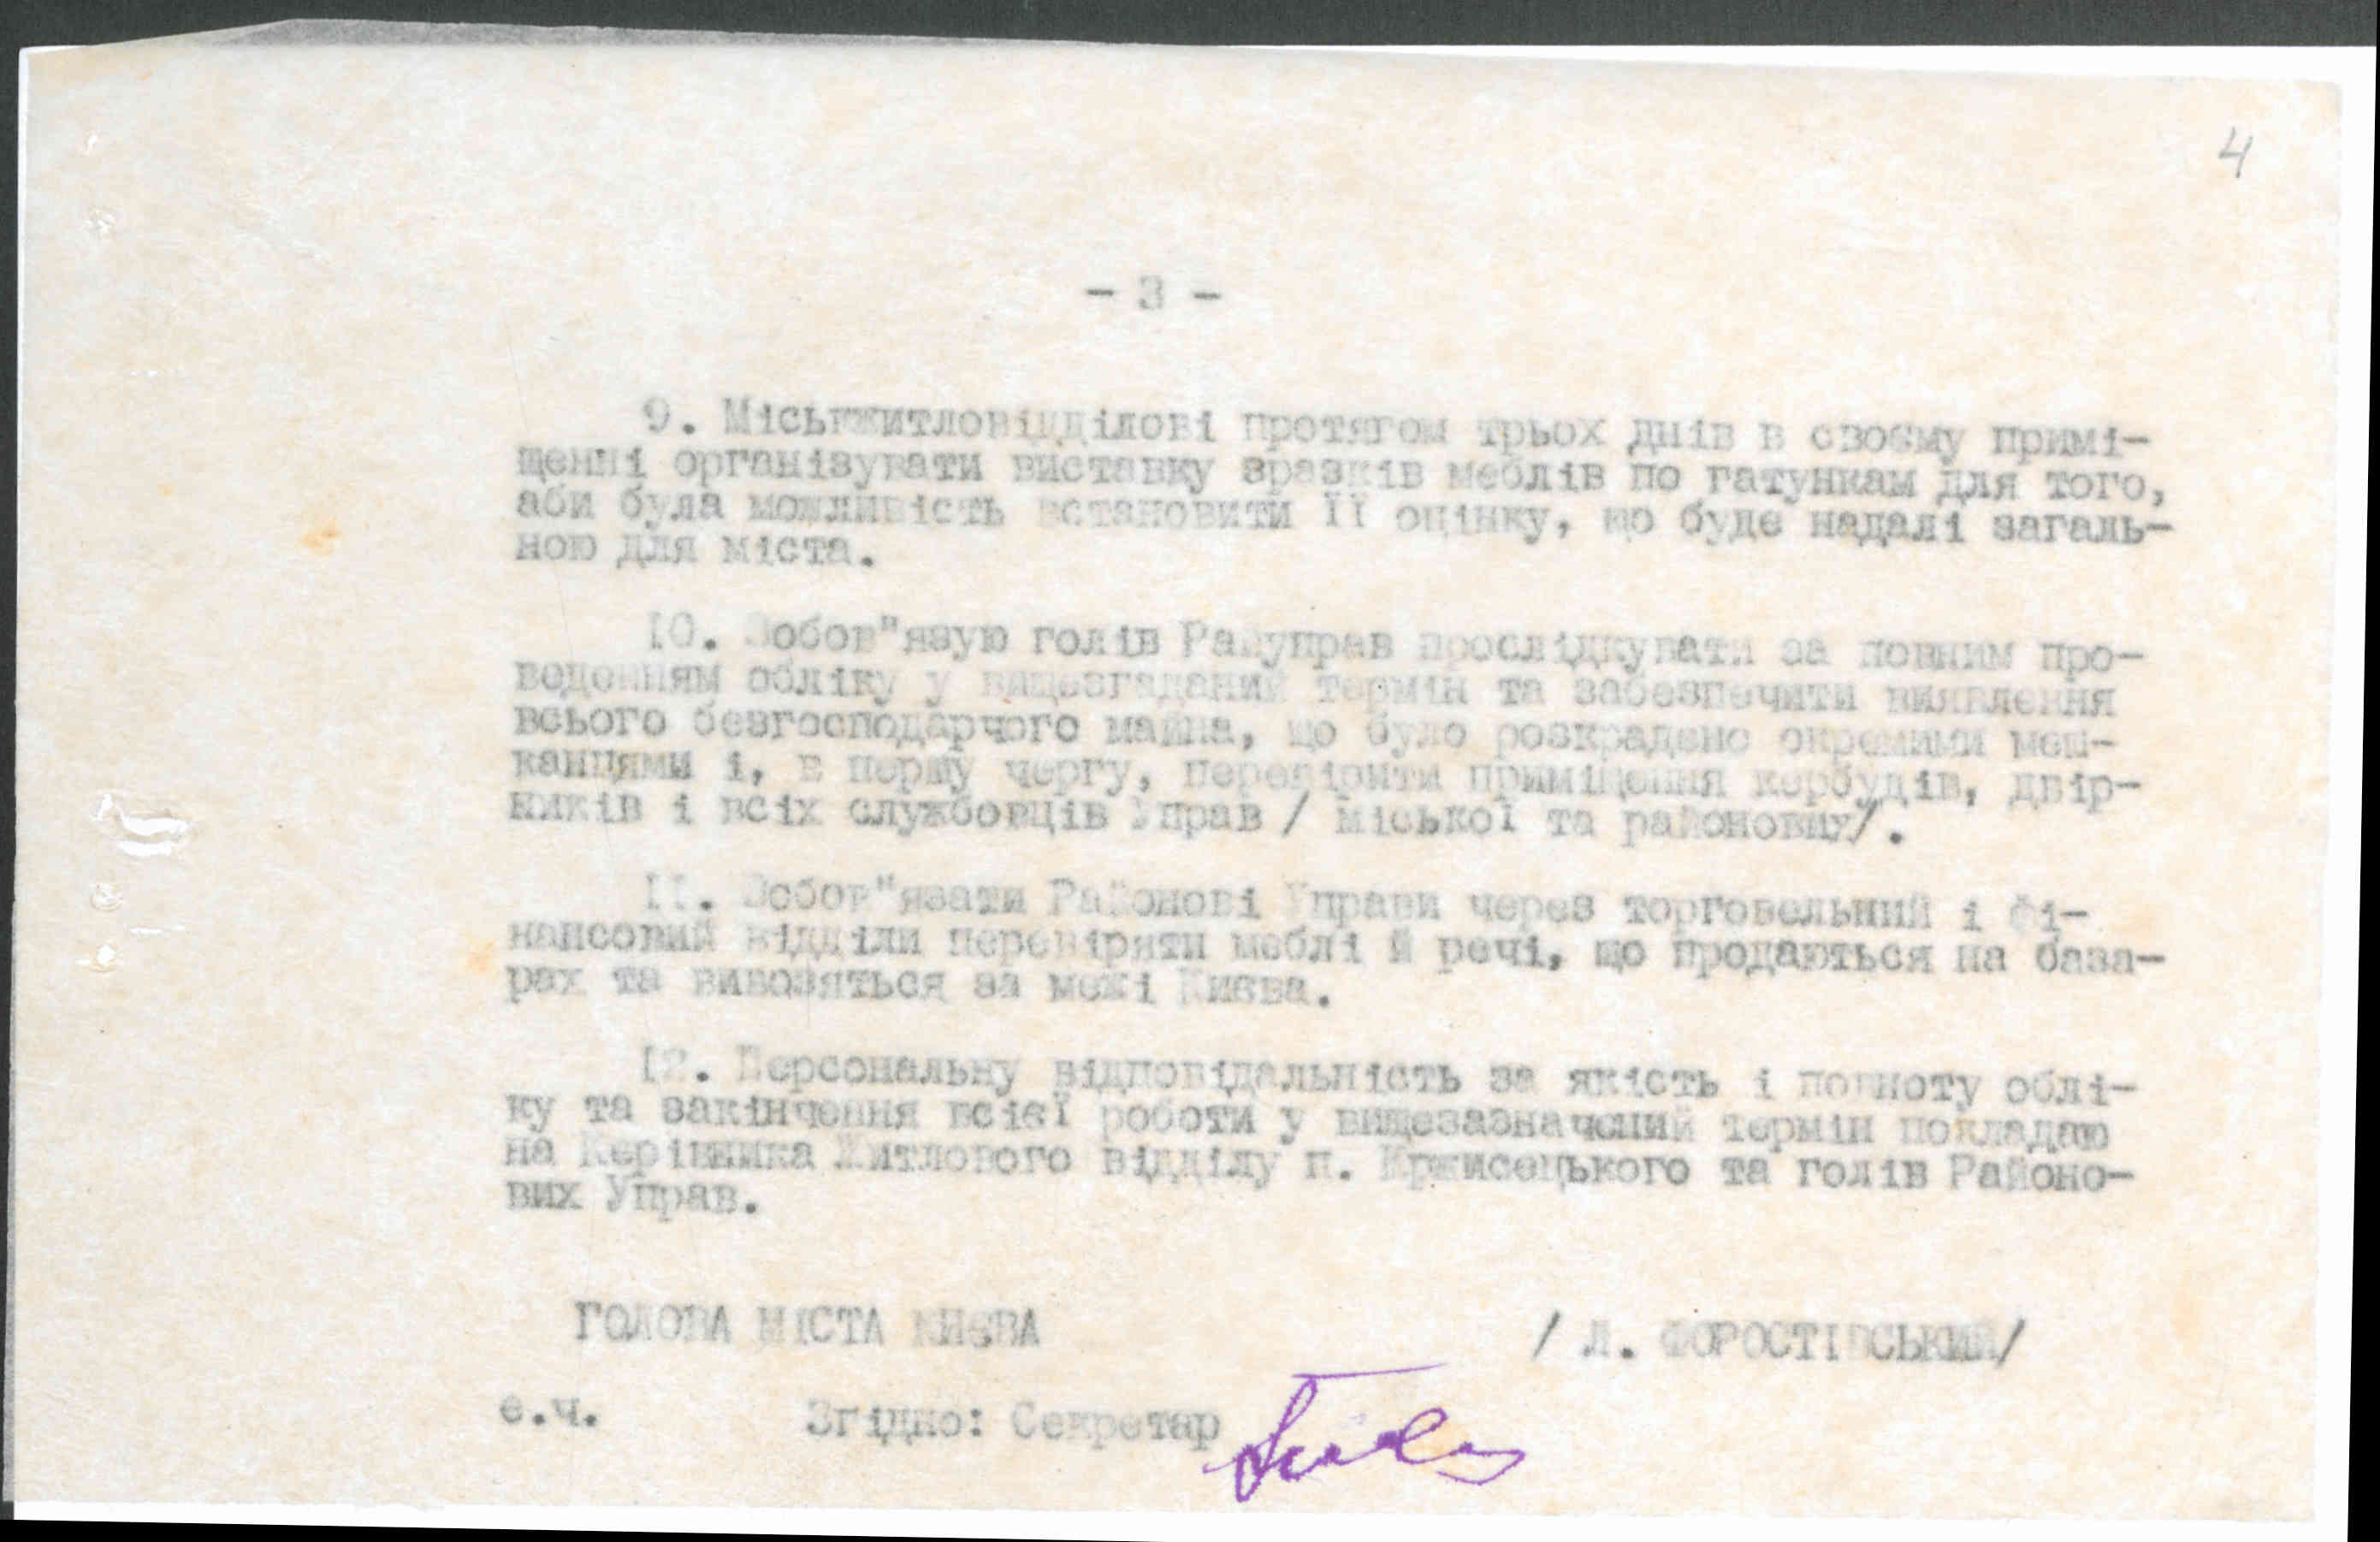 4
- 3 -
9. Міськжитловідділові протягом трьох днів в своєму примі-
щенні організувати виставку зразків меблів по гатункам для того,
аби була можливість встановити її оцінку, що буде надалі загаль-
ною для міста.
10. Зобов"язую голів Райуправ прослідкувати за повним про-
веденням обліку у вищезгаданий термін та забезпечити виявлення
всього безгосподарчого майна, що було розкрадено окремими меш-
канцями і, в першу чергу, перевірити приміщення кербудів, двір-
ників і всіх службовців Управ / Міської та районових/.
11. Зобов"язати Районові Управи через торговельний і фі-
нансовий відділи перевіряти меблі й речі, що продаються на база-
рах та вивозяться за межі Києва.
12. Персональну відповідальність за якість і повноту облі-
ку та закінчення всієї роботи у вищезазначений термін покладаю
на Керівника Житлового відділу п. Кржисецького та голів Районо-
вих Управ.
ГОЛОВА МІСТА КИЄВА / Л. ФОРОСТІВСЬКИЙ/
е.ч. Згідно: Секретар